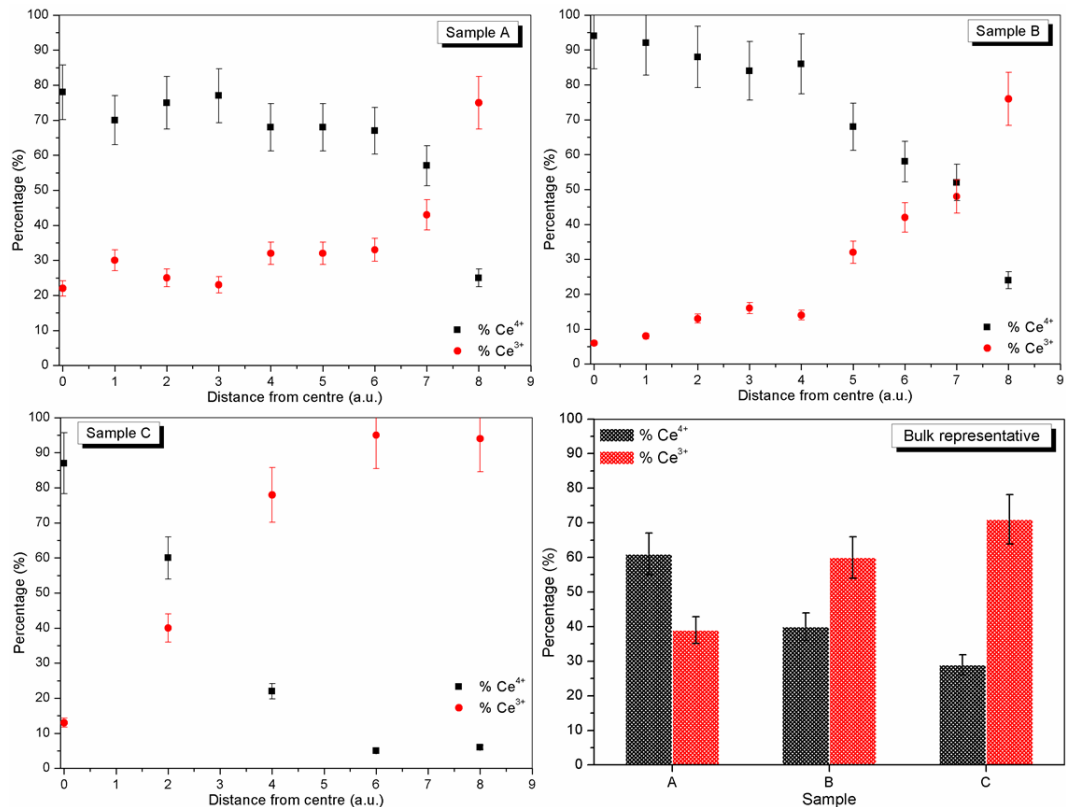 Sample A
100
90
80
70
60
50
40
30
20
10
0
Percentage (%)
% Ce⁴⁺
% Ce³⁺
0 1 2 3 4 5 6 7 8 9
Distance from centre (a.u.)
Sample B
100
90
80
70
60
50
40
30
20
10
0
Percentage (%)
% Ce⁴⁺
% Ce³⁺
0 1 2 3 4 5 6 7 8 9
Distance from centre (a.u.)
Sample C
100
90
80
70
60
50
40
30
20
10
0
Percentage (%)
% Ce⁴⁺
% Ce³⁺
0 1 2 3 4 5 6 7 8 9
Distance from centre (a.u.)
Bulk representative
% Ce⁴⁺
% Ce³⁺
100
90
80
70
60
50
40
30
20
10
0
Percentage (%)
A B C
Sample